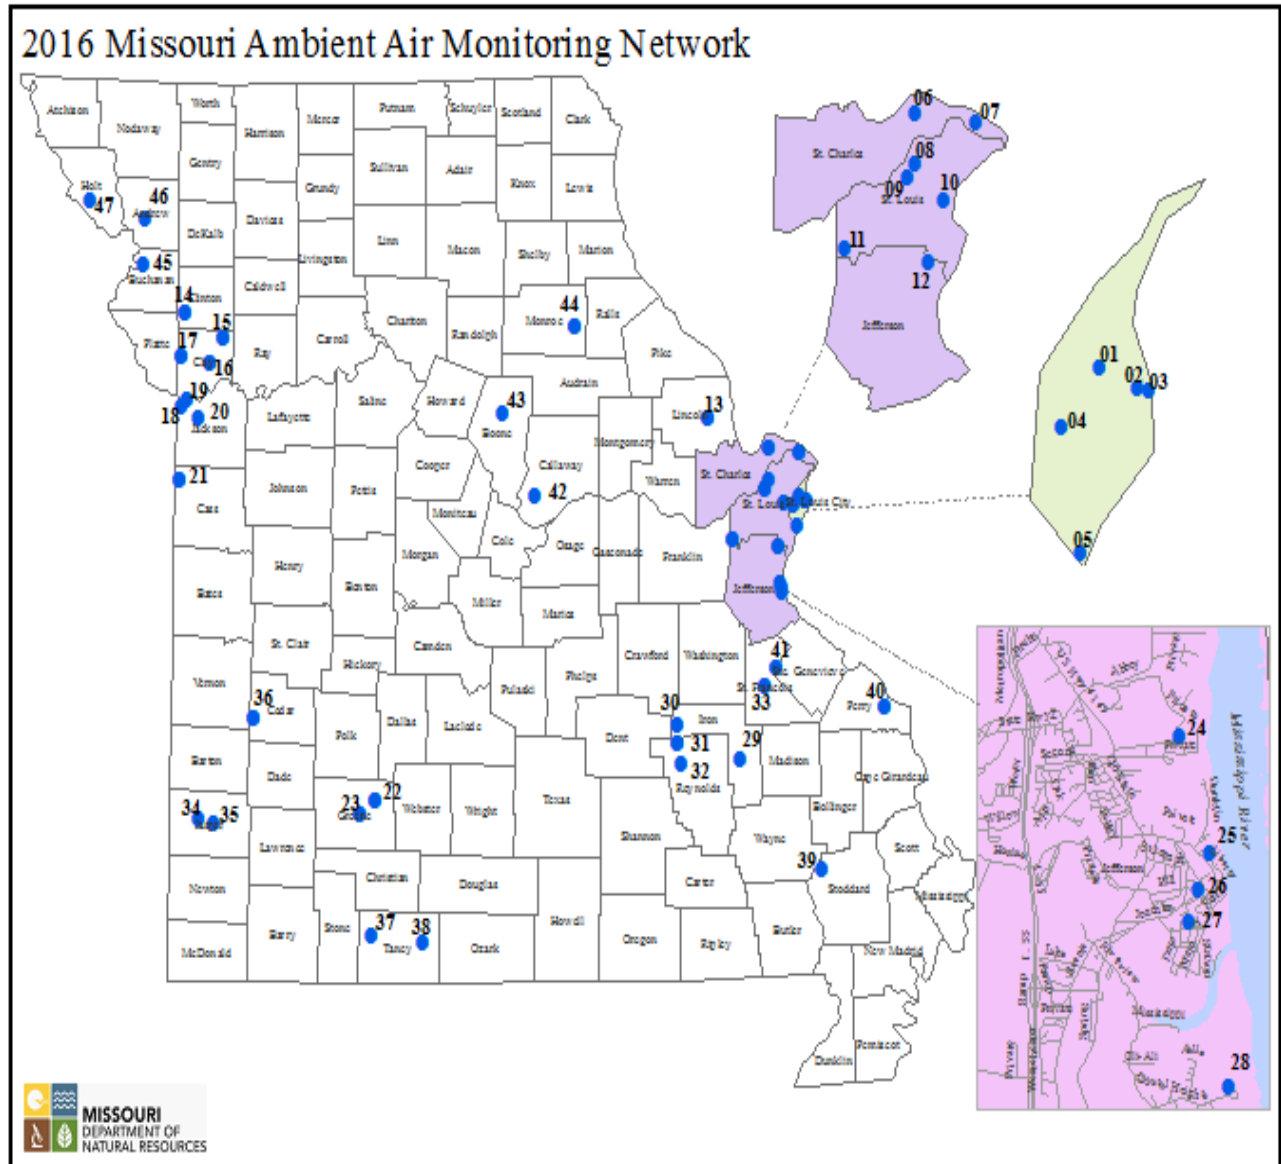 2016 Missouri Ambient Air Monitoring Network
Atchison
Nodaway
Worth
Harrison
Mercer
Putnam
Schuyler
Scotland
Clark
Gentry
Sullivan
Adair
Knox
Lewis
Holt
47
46
Andrew
DeKalb
Daviess
Grundy
Livingston
Linn
Macon
Shelby
Marion
45
Buchanan
14
Clinton
Caldwell
15
17
Platte
Clay
16
Ray
Carroll
Chariton
Randolph
44
Monroe
Ralls
Pike
19
18
20
Jackson
Lafayette
Saline
Howard
43
Boone
Audrain
13
Lincoln
Montgomery
Callaway
Warren
42
Cooper
Moniteau
Cole
Osage
Gasconade
Franklin
St. Charles
St. Louis
St. Louis City
Jefferson
21
Cass
Johnson
Pettis
Morgan
Henry
Benton
Miller
Maries
Bates
St. Clair
Hickory
Camden
Pulaski
Phelps
Crawford
Washington
41
Ste. Genevieve
St. Francois
33
40
Perry
Vernon
36
Cedar
Polk
Dallas
Laclede
Dent
30
Iron
31
32
Reynolds
29
Madison
Cape Girardeau
Bollinger
Barton
Dade
34
35
Jasper
23
22
Greene
Webster
Wright
Texas
Shannon
Wayne
Scott
39
Stoddard
Mississippi
Lawrence
Newton
Christian
Douglas
Carter
Howell
McDonald
Barry
Stone
37
Taney
38
Ozark
Oregon
Ripley
Butler
New Madrid
Dunklin
Pemiscot
06
07
St. Charles
08
09
10
St. Louis
11
12
Jefferson
01
02
03
04
05
24
25
26
27
28
Mississippi River
Metropolitan
Abbey
Jefferson
Mississippi
MISSOURI
DEPARTMENT OF
NATURAL RESOURCES